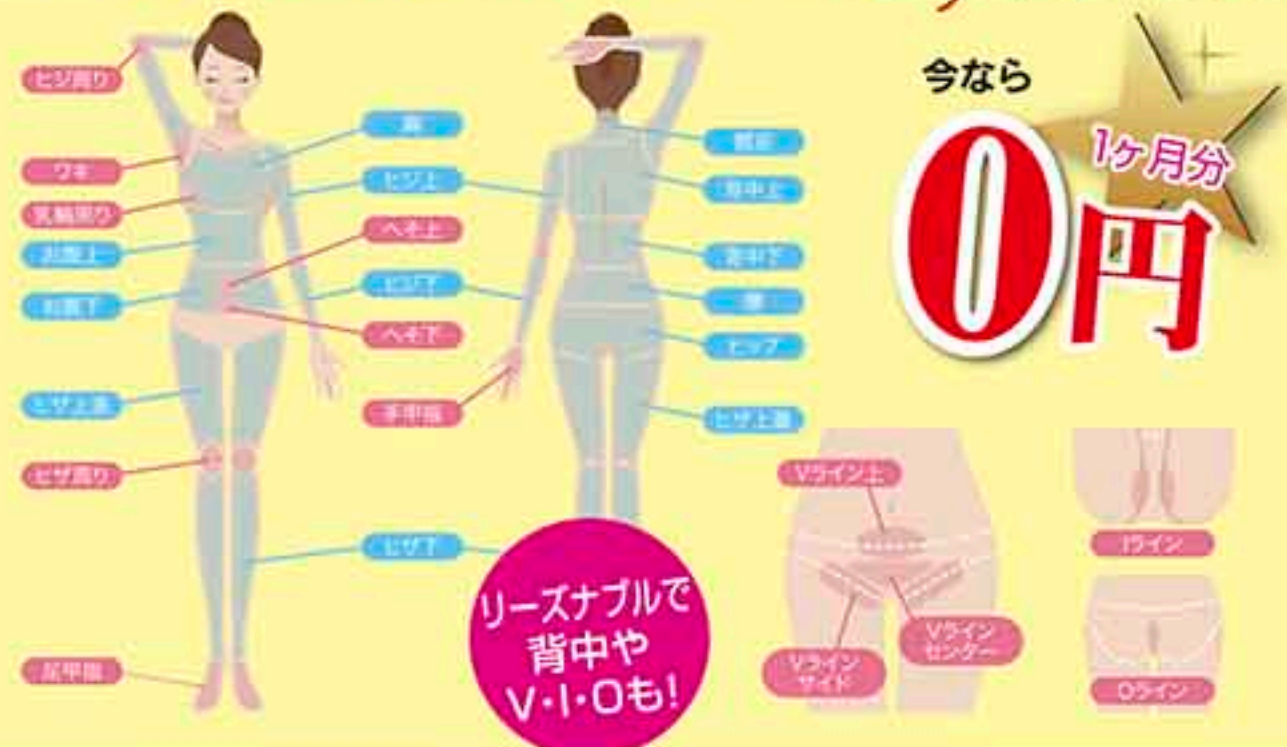 今なら
0円
1ヶ月分
ヒジ周り
ワキ
乳輪周り
お腹上
お腹下
ヒザ上裏
ヒザ周り
足甲指
胸
ヒジ上
へそ上
ヒジ下
へそ下
手甲指
ヒザ下
背中上
背中下
腰
ヒップ
ヒザ上裏
リーズナブルで
背中や
V・I・Oも!
Vライン上
Vライン
サイド
Vライン
センター
Iライン
Oライン